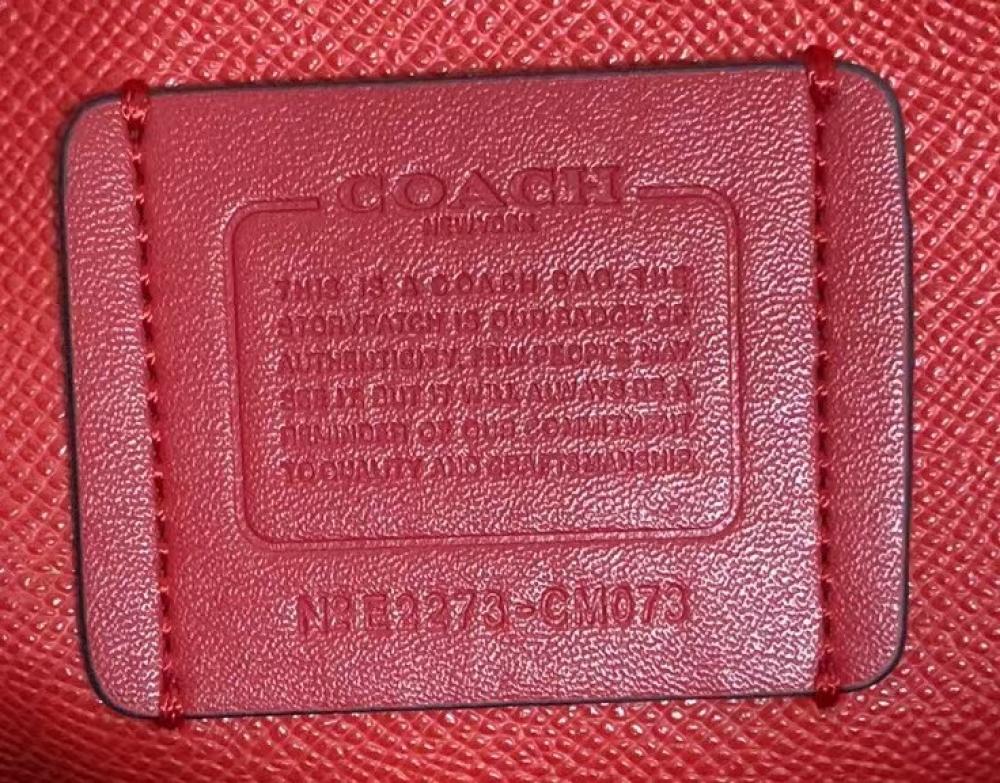 COACH
NEW YORK
THIS IS A COACH BAG. THE
STORYPATCH IS OUR BADGE OF
AUTHENTICITY. FEW PEOPLE MAY
SEE IT BUT IT WILL ALWAYS BE A
REMINDER OF OUR COMMITMENT
TO QUALITY AND CRAFTSMANSHIP.
Nº E2273-CM073